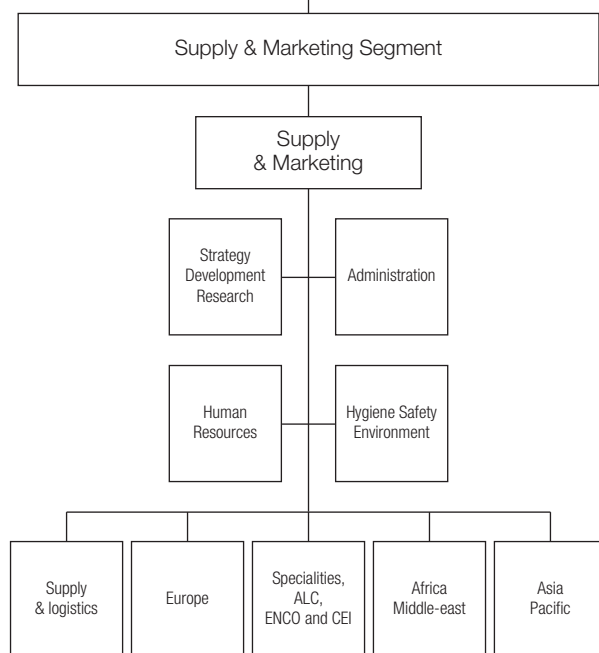 Supply & Marketing Segment
Supply
& Marketing
Strategy
Development
Research
Administration
Human
Resources
Hygiene Safety
Environment
Supply
& logistics
Europe
Specialities,
ALC,
ENCO and CEI
Africa
Middle-east
Asia
Pacific